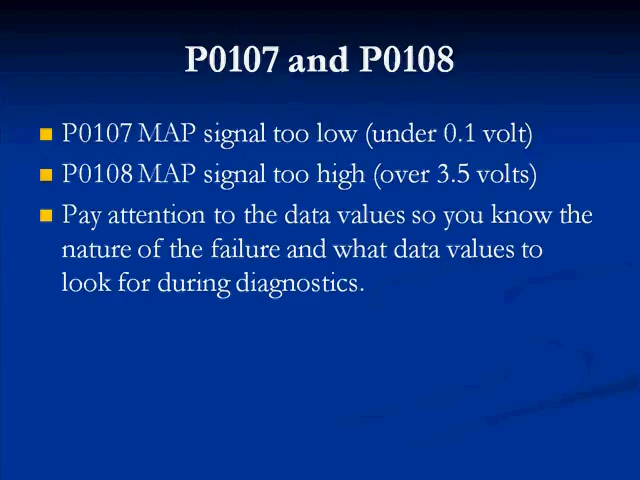 P0107 and P0108
P0107 MAP signal too low (under 0.1 volt)
P0108 MAP signal too high (over 3.5 volts)
Pay attention to the data values so you know the
nature of the failure and what data values to
look for during diagnostics.